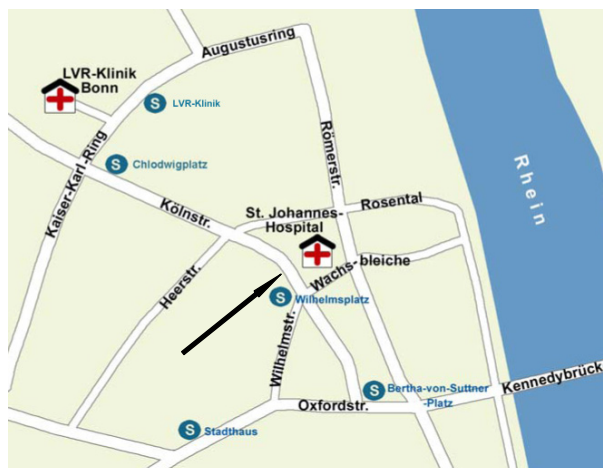 Augustusring
LVR-Klinik
Bonn
S
LVR-Klinik
Kaiser-Karl-Ring
S
Chlodwigplatz
Kölnstr.
Römerstr.
Rhein
St. Johannes-
Hospital
Rosental
Heerstr.
Wachs-bleiche
S
Wilhelmsplatz
Wilhelmstr.
S
Bertha-von-Suttner
-Platz
Kennedybrück
Oxfordstr.
S
Stadthaus